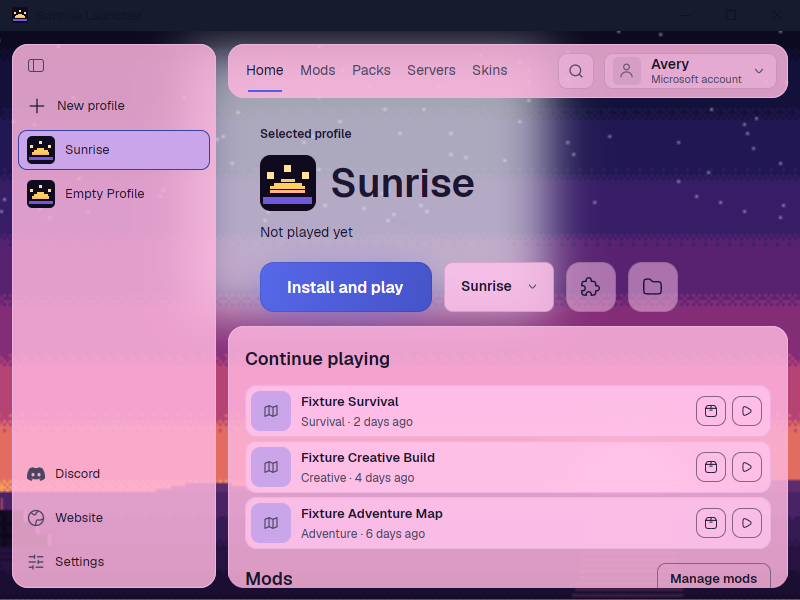 Sunrise Launcher
New profile
Sunrise
Empty Profile
Discord
Website
Settings
Home Mods Packs Servers Skins
Avery
Microsoft account
Selected profile
Sunrise
Not played yet
Install and play
Sunrise
Continue playing
Fixture Survival
Survival · 2 days ago
Fixture Creative Build
Creative · 4 days ago
Fixture Adventure Map
Adventure · 6 days ago
Mods
Manage mods